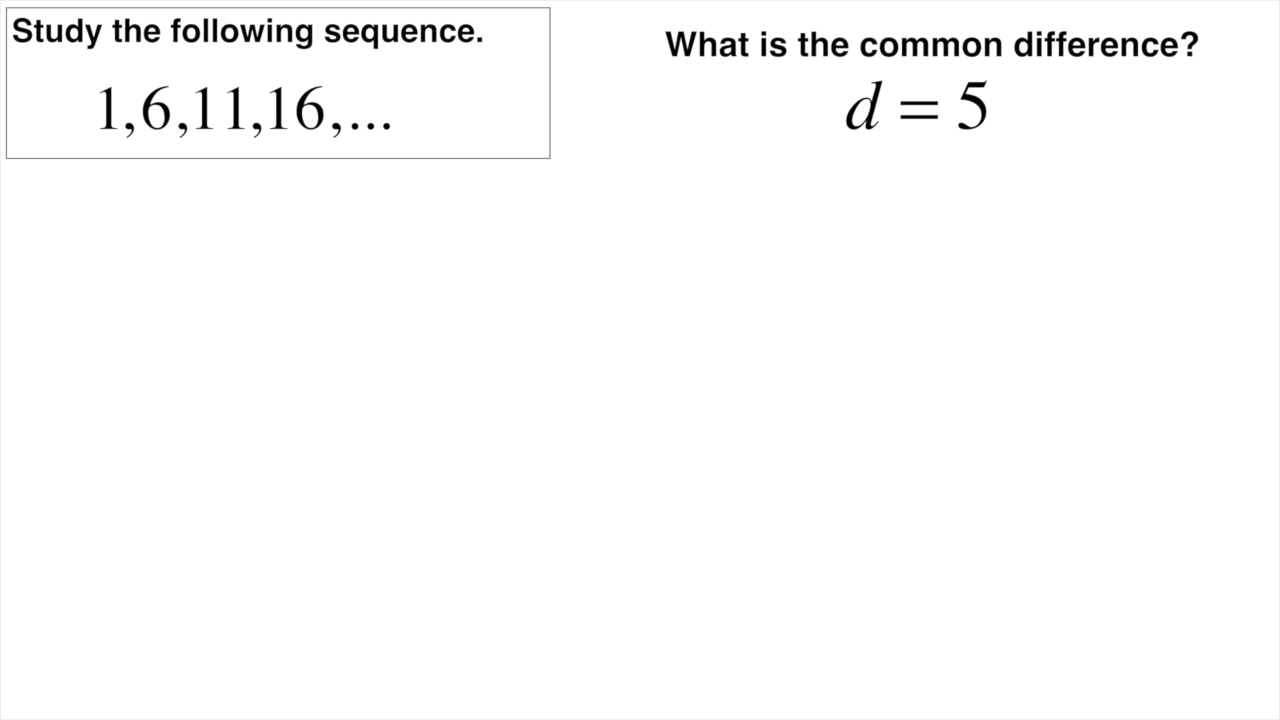 Study the following sequence.
1,6,11,16,...
What is the common difference?
d = 5